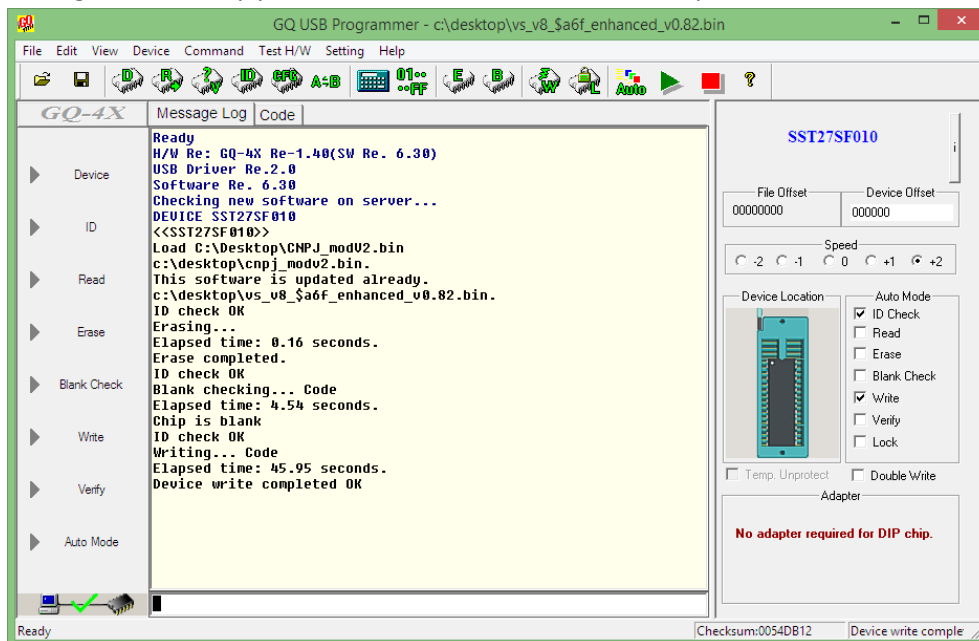 GQ USB Programmer - c:\desktop\vs_v8_$a6f_enhanced_v0.82.bin
File Edit View Device Command Test H/W Setting Help
D R ? ID CFG A≑B 01 FF E B W L Auto ?
GQ-4X
Message Log Code
Ready
H/W Re: GQ-4X Re-1.40(SW Re. 6.30)
USB Driver Re.2.0
Software Re. 6.30
Checking new software on server...
DEVICE SST27SF010
<<SST27SF010>>
Load C:\Desktop\CNPJ_modV2.bin
c:\desktop\cnpj_modv2.bin.
This software is updated already.
c:\desktop\vs_v8_$a6f_enhanced_v0.82.bin.
ID check OK
Erasing...
Elapsed time: 0.16 seconds.
Erase completed.
ID check OK
Blank checking... Code
Elapsed time: 4.54 seconds.
Chip is blank
ID check OK
Writing... Code
Elapsed time: 45.95 seconds.
Device write completed OK
Device
ID
Read
Erase
Blank Check
Write
Verify
Auto Mode
SST27SF010
i
File Offset Device Offset
00000000 000000
Speed
-2 -1 0 +1 +2
Device Location
Auto Mode
ID Check
Read
Erase
Blank Check
Write
Verify
Lock
Temp. Unprotect Double Write
Adapter
No adapter required for DIP chip.
Ready Checksum:0054DB12 Device write comple